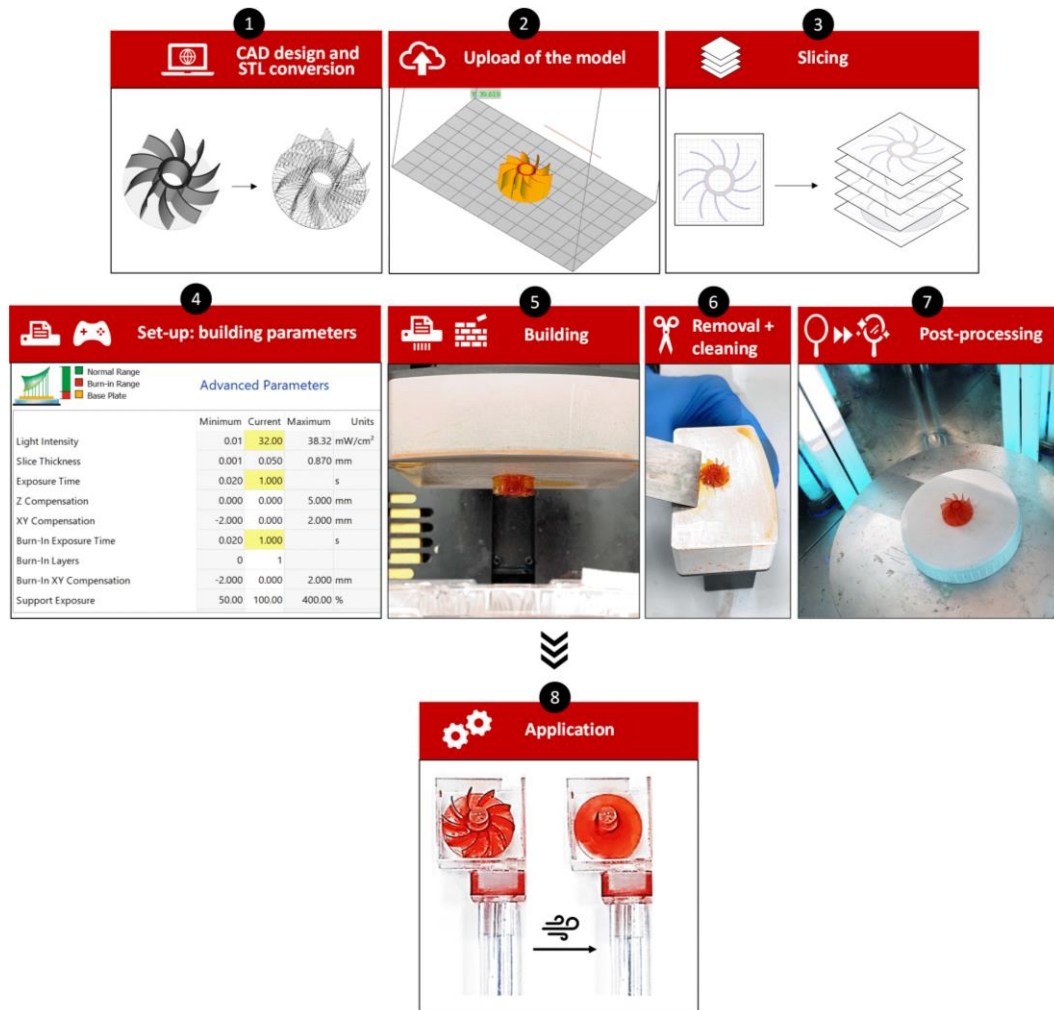 1
CAD design and
STL conversion
2
Upload of the model
3
Slicing
4
Set-up: building parameters
Normal Range
Burn-in Range
Base Plate
Advanced Parameters
Minimum Current Maximum Units
Light Intensity 0.01 32.00 38.32 mW/cm²
Slice Thickness 0.001 0.050 0.870 mm
Exposure Time 0.020 1.000 s
Z Compensation 0.000 0.000 5.000 mm
XY Compensation -2.000 0.000 2.000 mm
Burn-In Exposure Time 0.020 1.000 s
Burn-In Layers 0 1
Burn-In XY Compensation -2.000 0.000 2.000 mm
Support Exposure 50.00 100.00 400.00 %
5
Building
6
Removal +
cleaning
7
Post-processing
8
Application